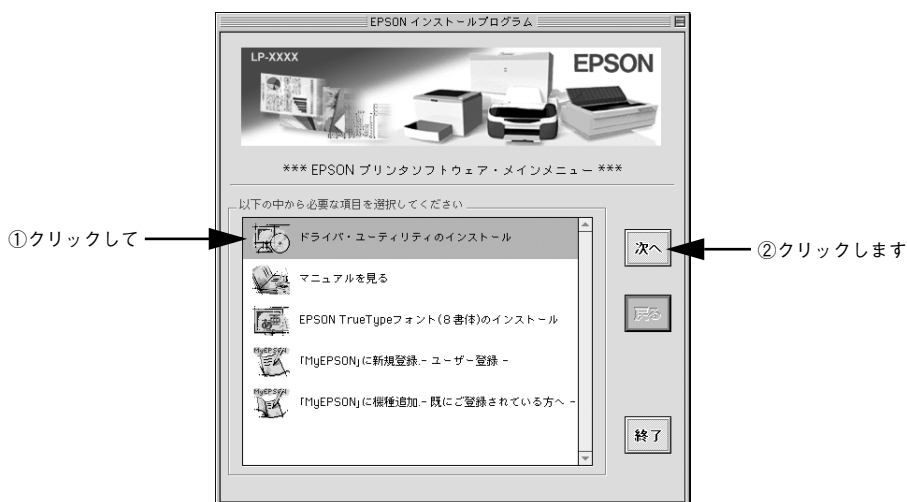 EPSON インストールプログラム
LP-XXXX
EPSON
*** EPSON プリンタソフトウェア・メインメニュー ***
以下の中から必要な項目を選択してください
①クリックして
ドライバ・ユーティリティのインストール
次へ
②クリックします
マニュアルを見る
戻る
EPSON TrueTypeフォント(8書体)のインストール
MyEPSON
「MyEPSON」に新規登録.- ユーザー登録 -
MyEPSON
「MyEPSON」に機種追加.- 既にご登録されている方へ -
終了